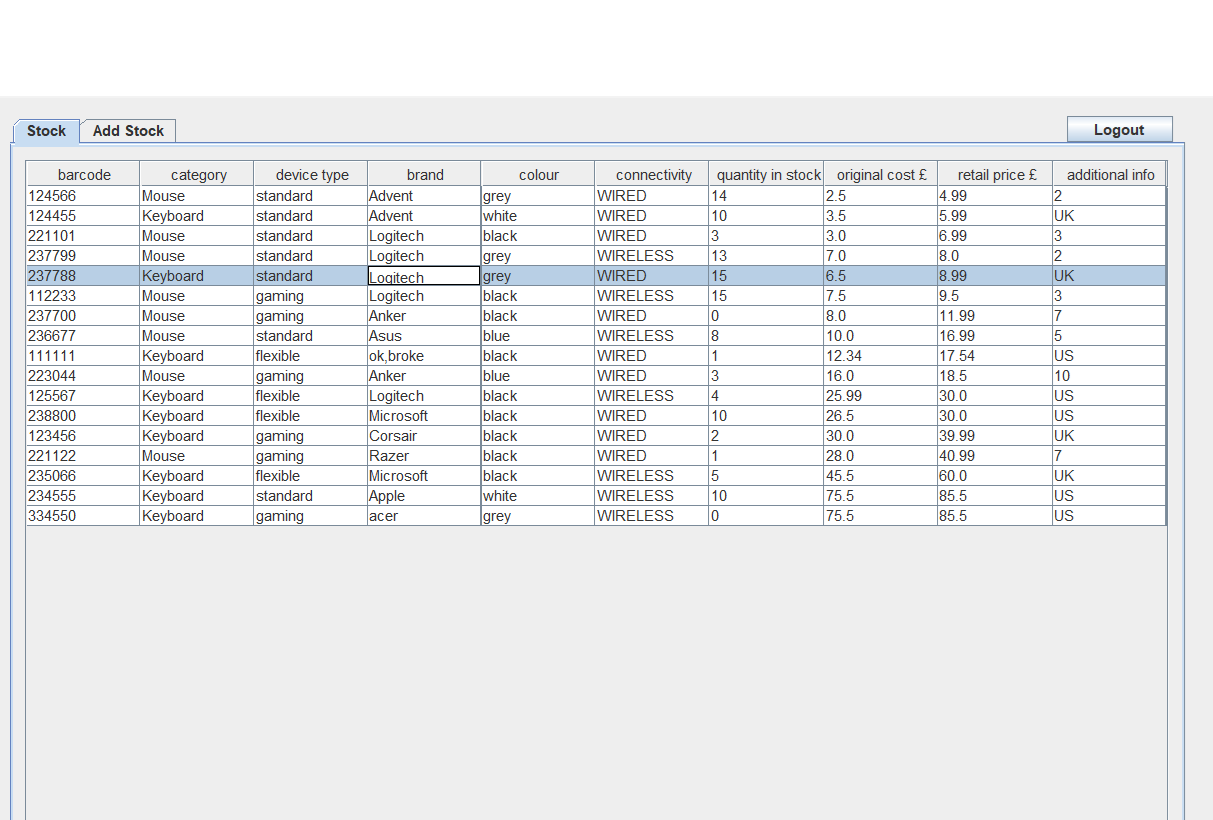 Stock Add Stock Logout
barcode category device type brand colour connectivity quantity in stock original cost £ retail price £ additional info
124566 Mouse standard Advent grey WIRED 14 2.5 4.99 2
124455 Keyboard standard Advent white WIRED 10 3.5 5.99 UK
221101 Mouse standard Logitech black WIRED 3 3.0 6.99 3
237799 Mouse standard Logitech grey WIRELESS 13 7.0 8.0 2
237788 Keyboard standard Logitech grey WIRED 15 6.5 8.99 UK
112233 Mouse gaming Logitech black WIRELESS 15 7.5 9.5 3
237700 Mouse gaming Anker black WIRED 0 8.0 11.99 7
236677 Mouse standard Asus blue WIRELESS 8 10.0 16.99 5
111111 Keyboard flexible ok,broke black WIRED 1 12.34 17.54 US
223044 Mouse gaming Anker blue WIRED 3 16.0 18.5 10
125567 Keyboard flexible Logitech black WIRELESS 4 25.99 30.0 US
238800 Keyboard flexible Microsoft black WIRED 10 26.5 30.0 US
123456 Keyboard gaming Corsair black WIRED 2 30.0 39.99 UK
221122 Mouse gaming Razer black WIRED 1 28.0 40.99 7
235066 Keyboard flexible Microsoft black WIRELESS 5 45.5 60.0 UK
234555 Keyboard standard Apple white WIRELESS 10 75.5 85.5 US
334550 Keyboard gaming acer grey WIRELESS 0 75.5 85.5 US